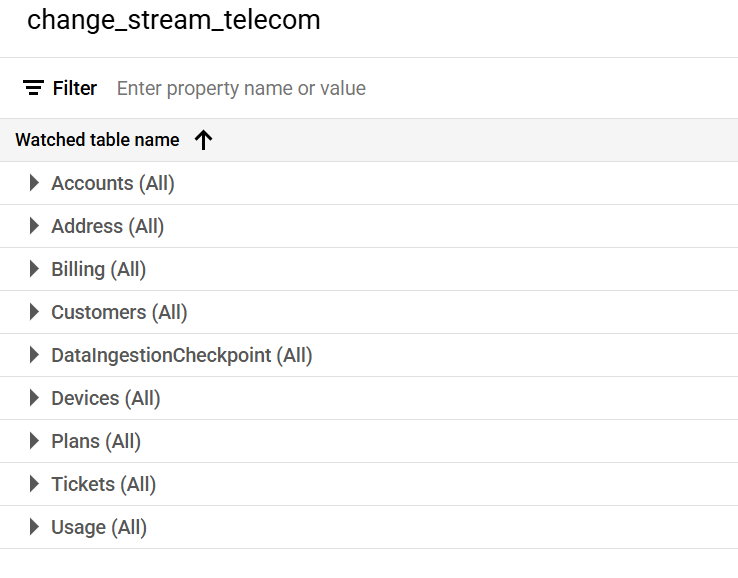 change_stream_telecom
Filter Enter property name or value
Watched table name
Accounts (All)
Address (All)
Billing (All)
Customers (All)
DataIngestionCheckpoint (All)
Devices (All)
Plans (All)
Tickets (All)
Usage (All)